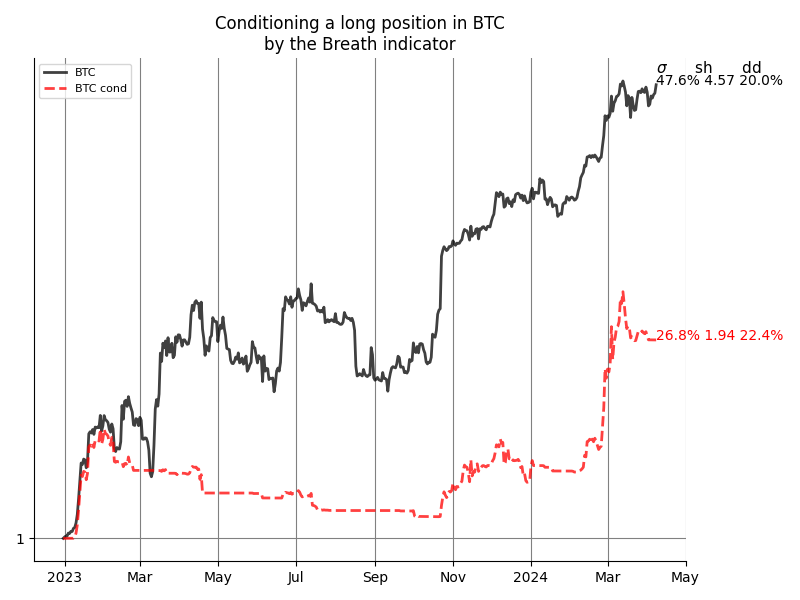 Conditioning a long position in BTC
by the Breath indicator
BTC
BTC cond
σ sh dd
47.6% 4.57 20.0%
26.8% 1.94 22.4%
1
2023 Mar May Jul Sep Nov 2024 Mar May